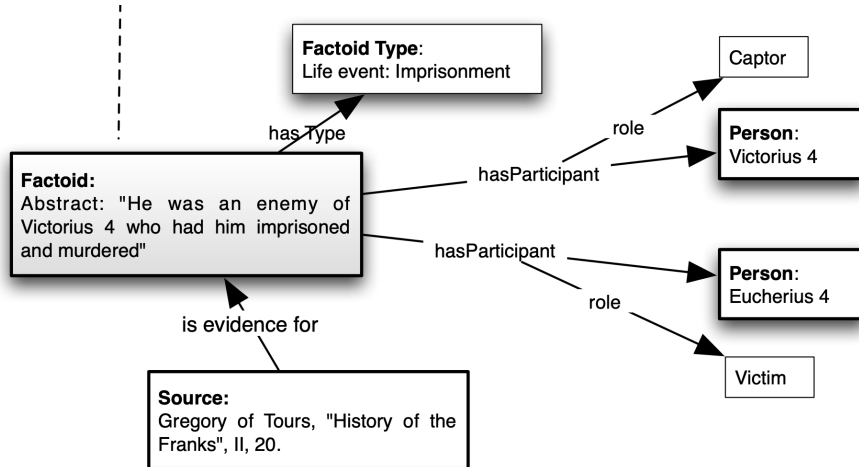 Factoid Type:
Life event: Imprisonment
Captor
has Type
role
Person:
Victorius 4
hasParticipant
Factoid:
Abstract: "He was an enemy of
Victorius 4 who had him imprisoned
and murdered"
hasParticipant
Person:
Eucherius 4
role
is evidence for
Victim
Source:
Gregory of Tours, "History of the
Franks", II, 20.